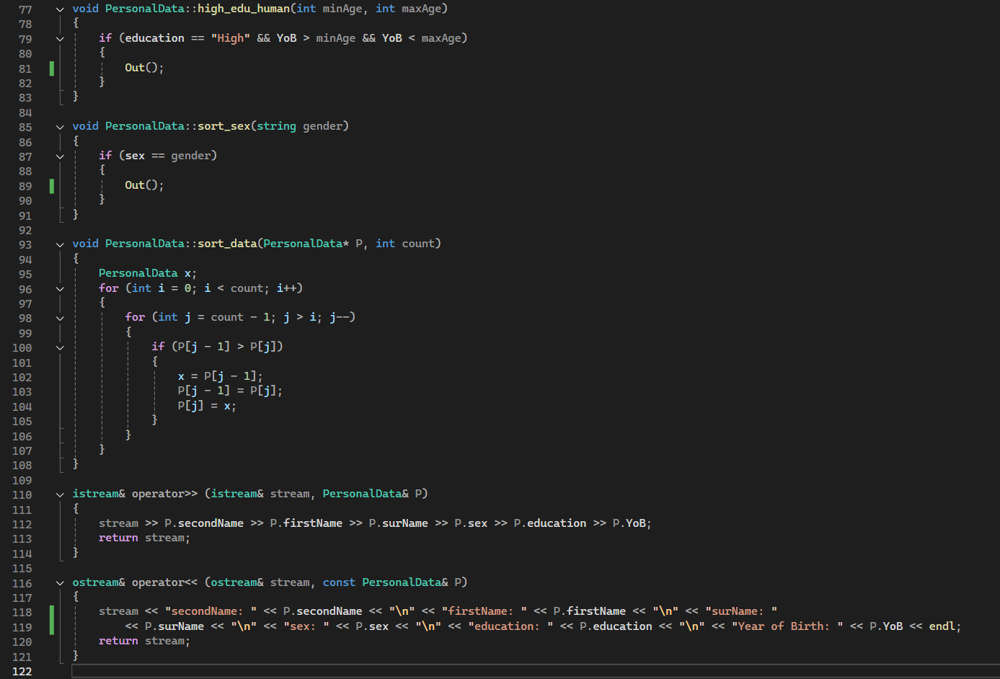 77 void PersonalData::high_edu_human(int minAge, int maxAge)
78 {
79     if (education == "High" && YoB > minAge && YoB < maxAge)
80     {
81         Out();
82     }
83 }
84
85 void PersonalData::sort_sex(string gender)
86 {
87     if (sex == gender)
88     {
89         Out();
90     }
91 }
92
93 void PersonalData::sort_data(PersonalData* P, int count)
94 {
95     PersonalData x;
96     for (int i = 0; i < count; i++)
97     {
98         for (int j = count - 1; j > i; j--)
99         {
100             if (P[j - 1] > P[j])
101             {
102                 x = P[j - 1];
103                 P[j - 1] = P[j];
104                 P[j] = x;
105             }
106         }
107     }
108 }
109
110 istream& operator>> (istream& stream, PersonalData& P)
111 {
112     stream >> P.secondName >> P.firstName >> P.surName >> P.sex >> P.education >> P.YoB;
113     return stream;
114 }
115
116 ostream& operator<< (ostream& stream, const PersonalData& P)
117 {
118     stream << "secondName: " << P.secondName << "\n" << "firstName: " << P.firstName << "\n" << "surName: "
119         << P.surName << "\n" << "sex: " << P.sex << "\n" << "education: " << P.education << "\n" << "Year of Birth: " << P.YoB << endl;
120     return stream;
121 }
122